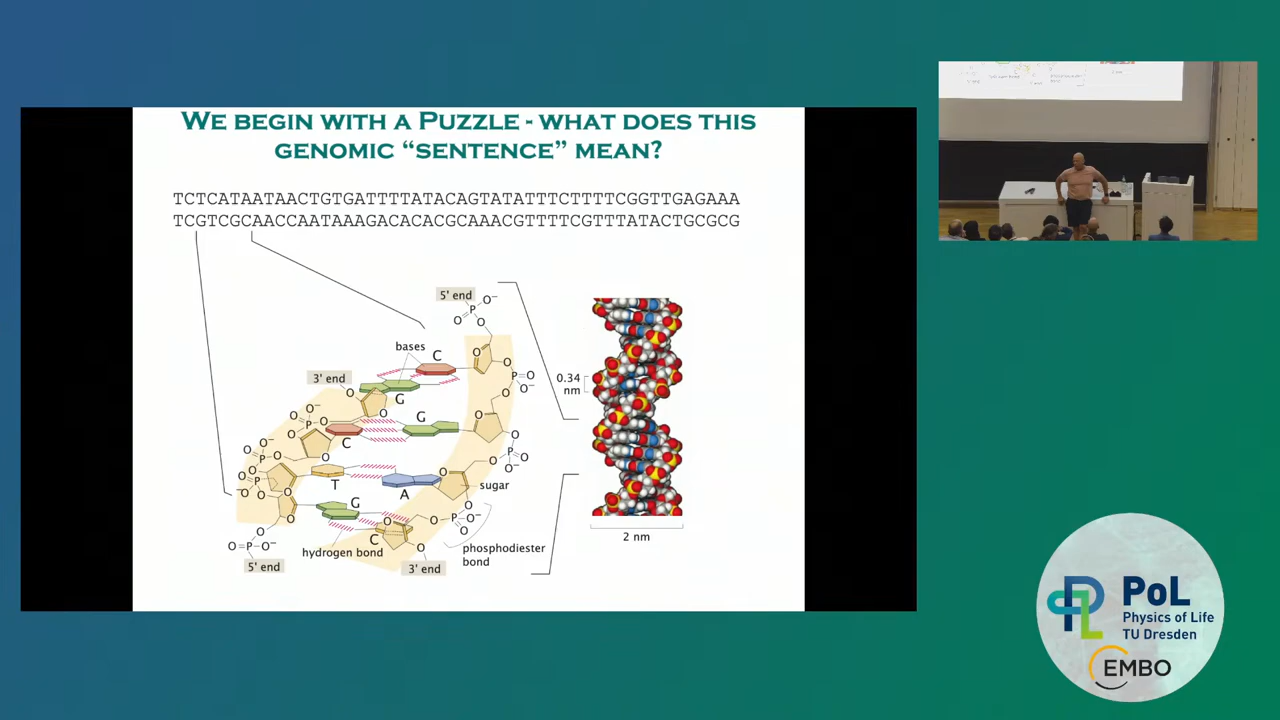 WE BEGIN WITH A PUZZLE - WHAT DOES THIS
GENOMIC “SENTENCE” MEAN?
TCTCATAATAACTGTGATTTTATACAGTATATTTCTTTTCGGTTGAGAAA
TCGTCGCAACCAATAAAGACACACGCAAACGTTTTCGTTTATACTGCGCG
5' end
P
O⁻
O
O
bases
C
O
O
3' end
O
G
O
P
O
O⁻
0.34
nm
O
O⁻
O
P
O
C
G
O
O
O⁻
O
P
O
T
A
O
P
O
O⁻
O
sugar
O
P
⁻O
O
O
G
C
O
O
P
O⁻
O
O
O=P-O⁻
hydrogen bond
phosphodiester
bond
5' end
3' end
2 nm
PoL
Physics of Life
TU Dresden
EMBO